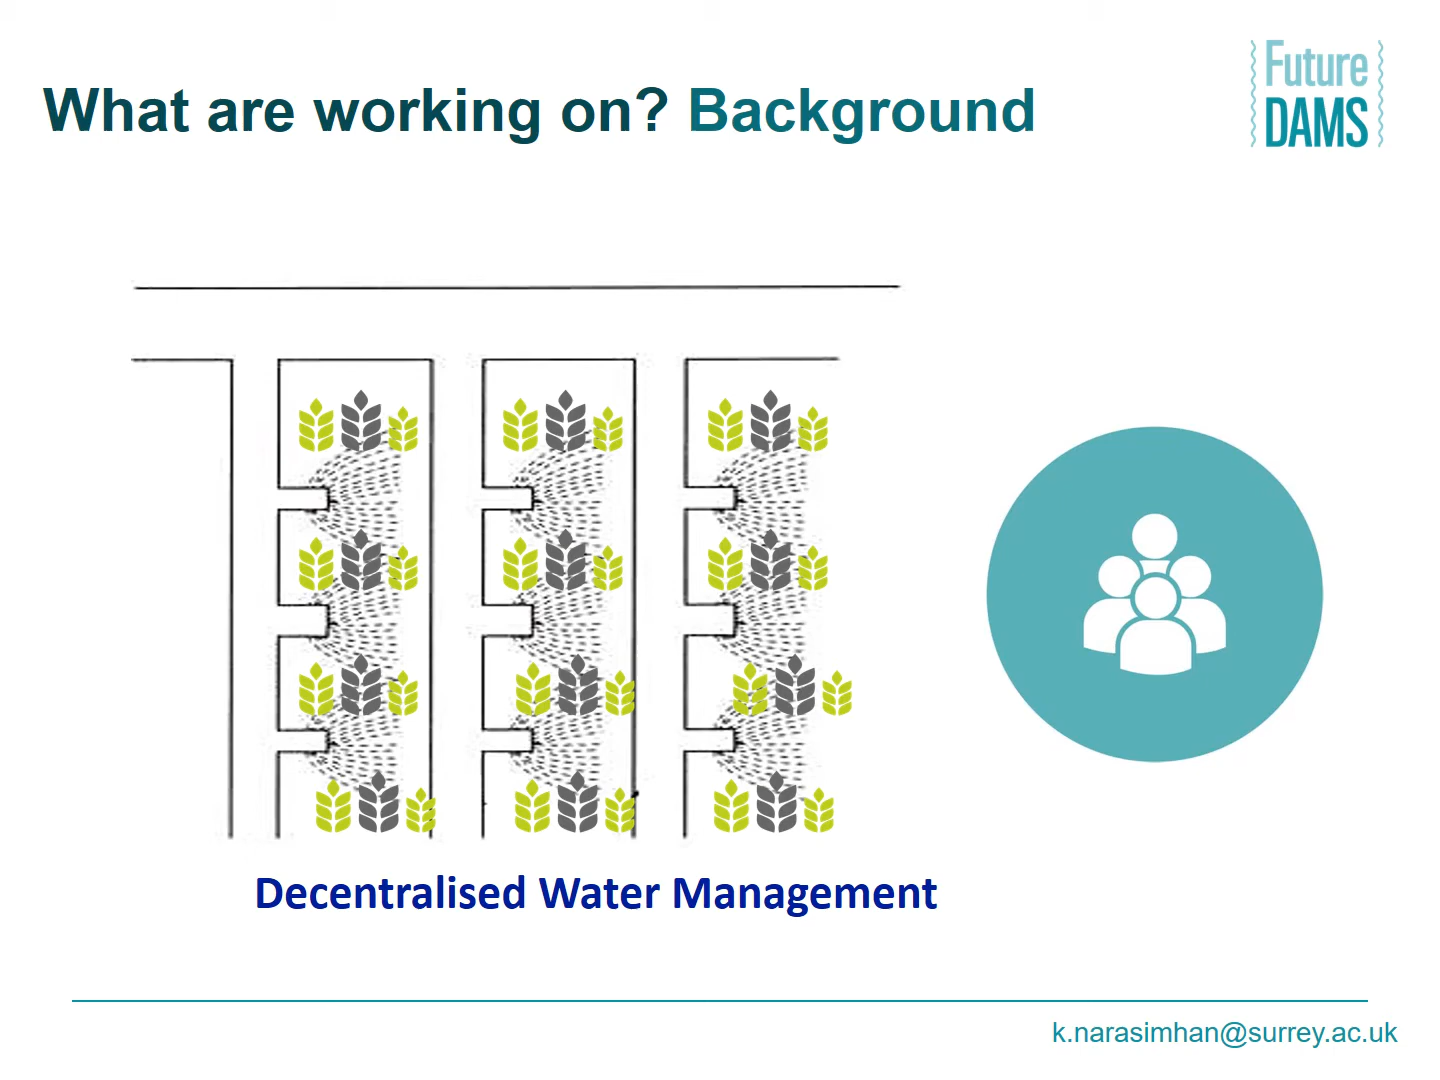 What are working on? Background
Future
DAMS
Decentralised Water Management
k.narasimhan@surrey.ac.uk